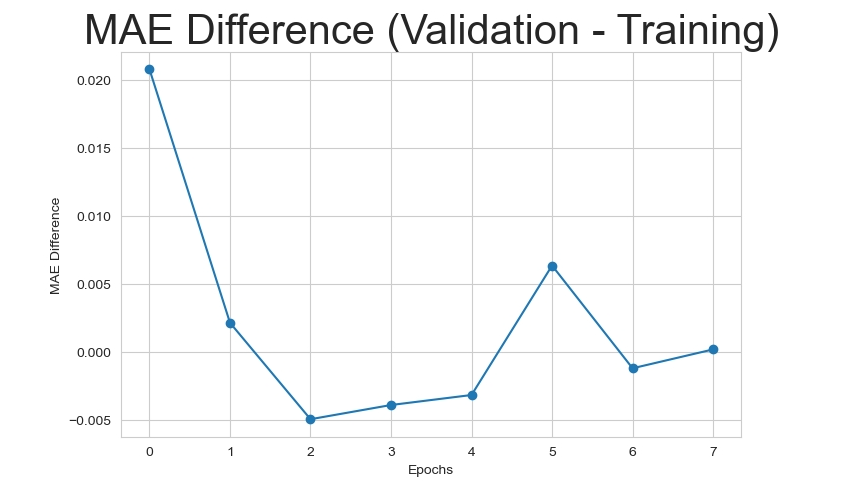 MAE Difference (Validation - Training)
0.020
0.015
0.010
0.005
0.000
−0.005
MAE Difference
0 1 2 3 4 5 6 7
Epochs